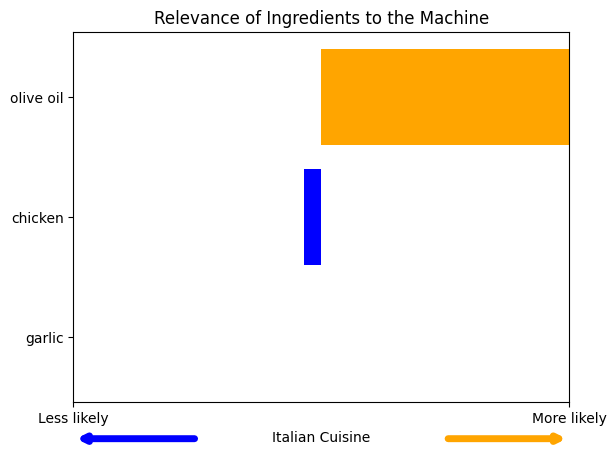 Relevance of Ingredients to the Machine
olive oil
chicken
garlic
Less likely
More likely
Italian Cuisine